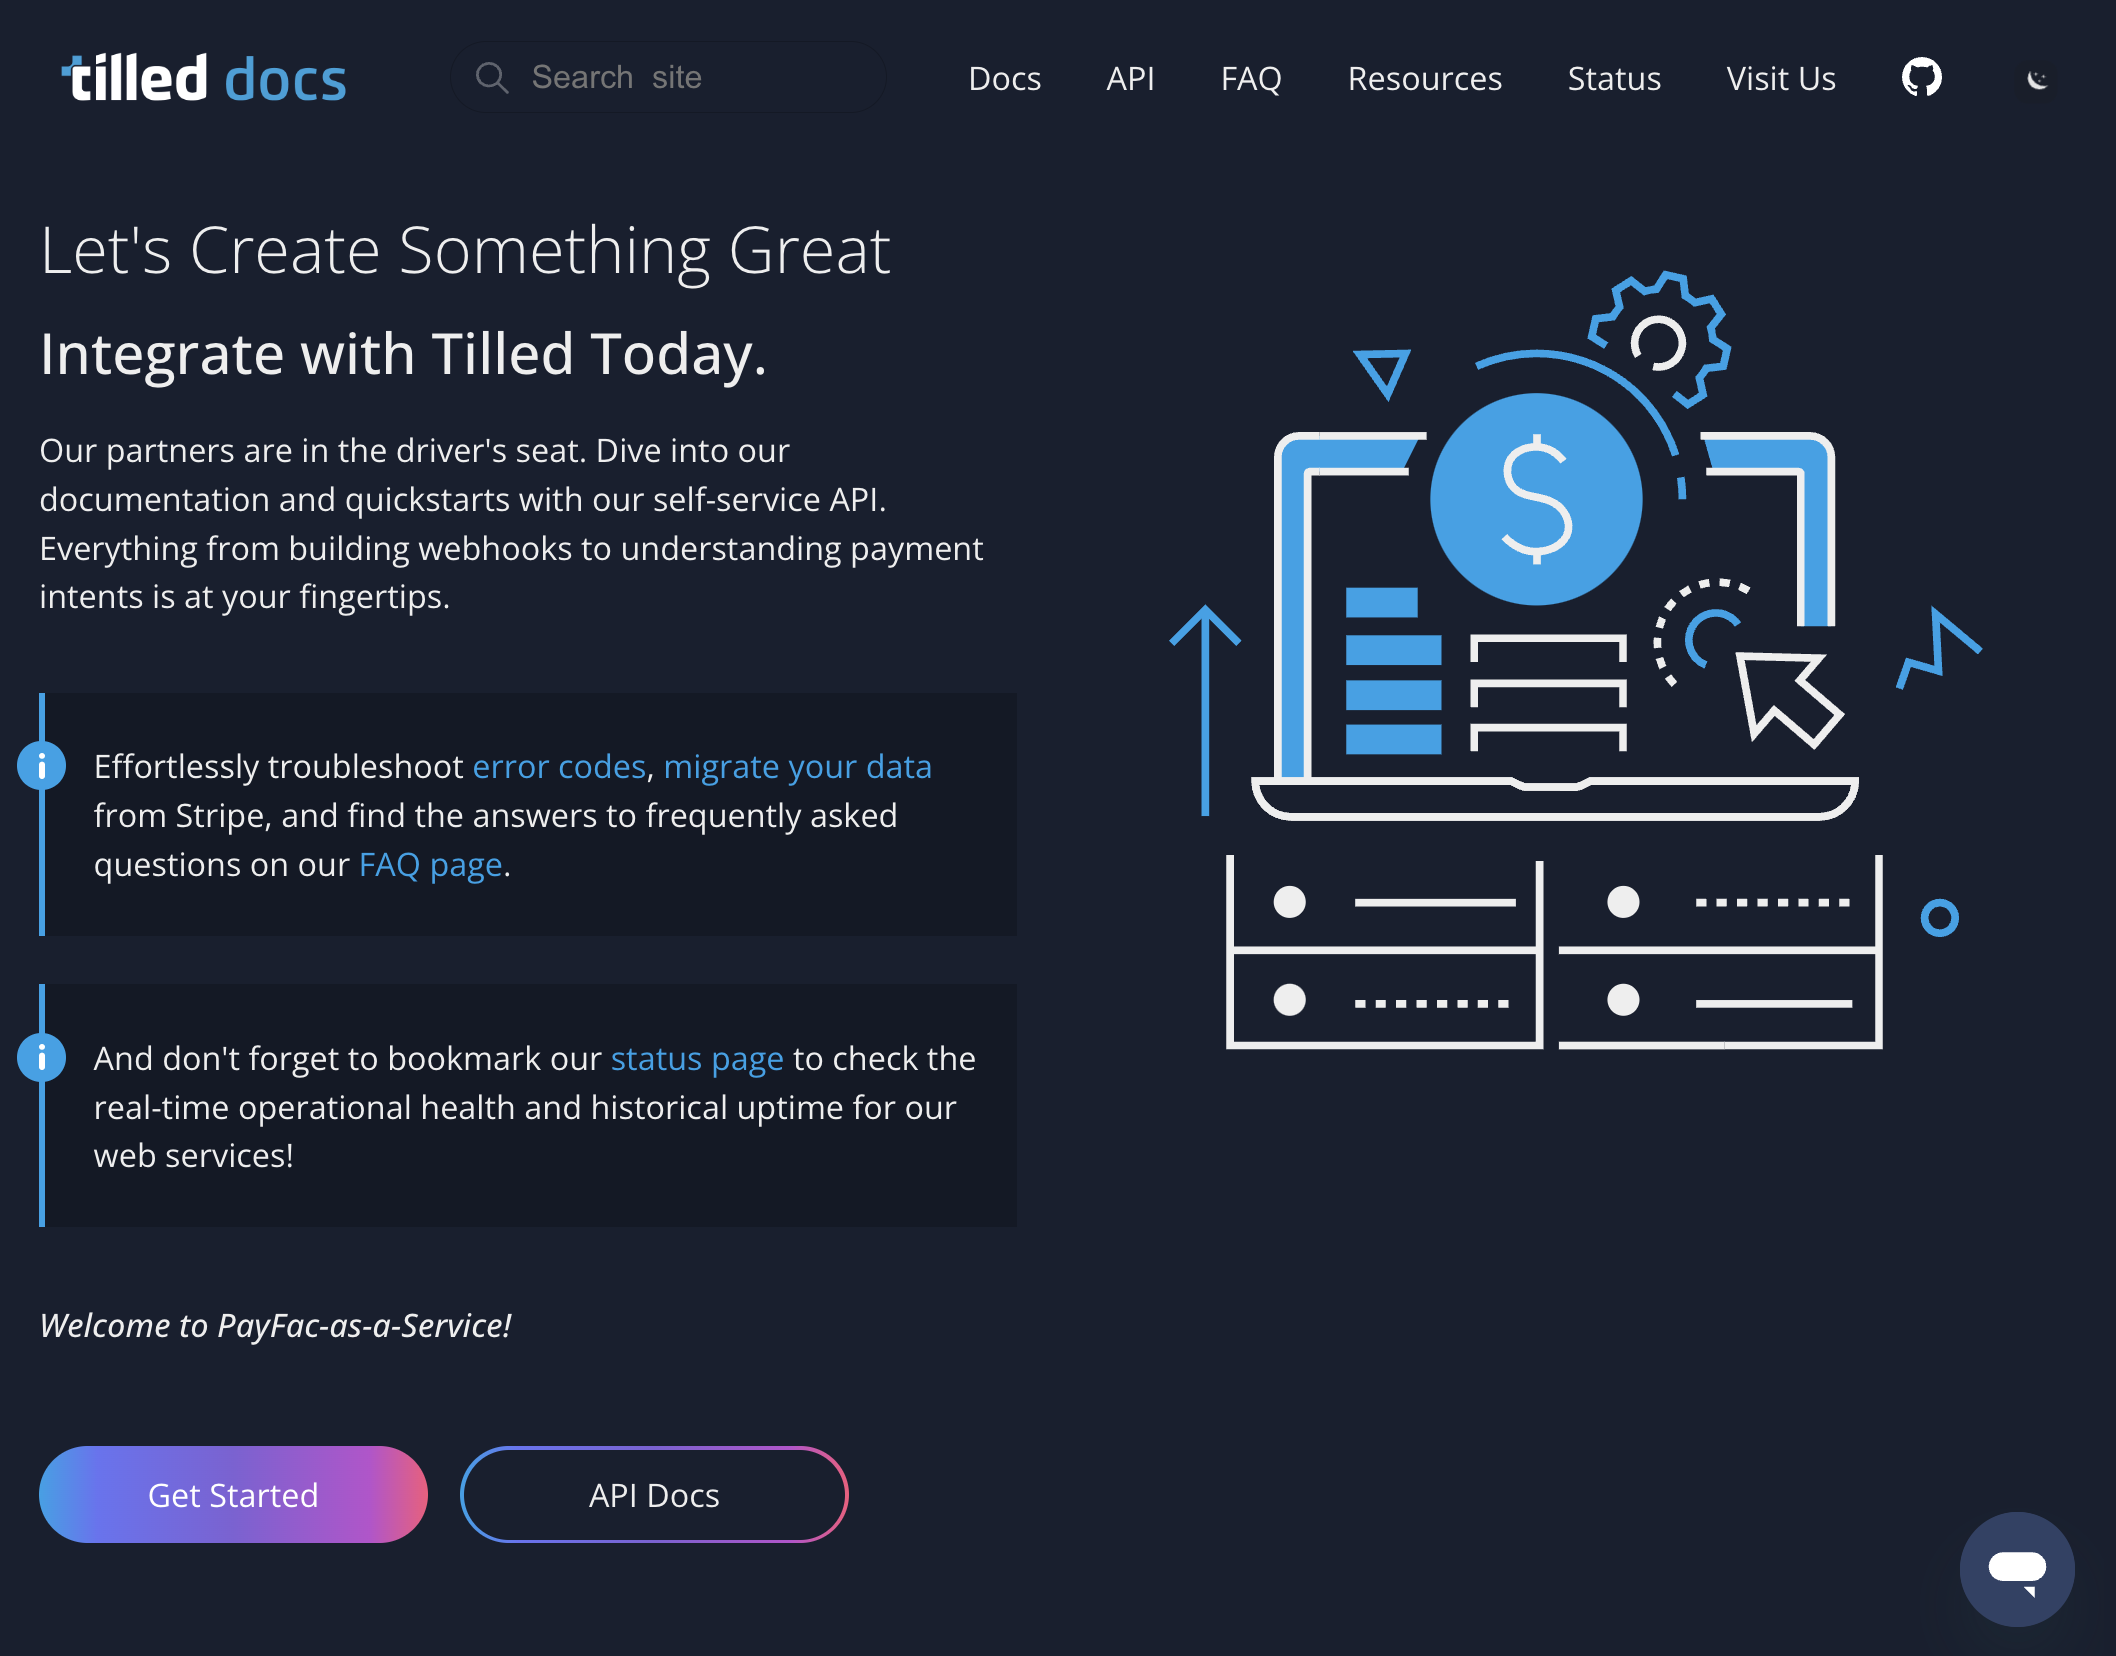 tilled docs
Search site
Docs
API
FAQ
Resources
Status
Visit Us
Let's Create Something Great
Integrate with Tilled Today.
Our partners are in the driver's seat. Dive into our
documentation and quickstarts with our self-service API.
Everything from building webhooks to understanding payment
intents is at your fingertips.
Effortlessly troubleshoot error codes, migrate your data
from Stripe, and find the answers to frequently asked
questions on our FAQ page.
And don't forget to bookmark our status page to check the
real-time operational health and historical uptime for our
web services!
Welcome to PayFac-as-a-Service!
Get Started
API Docs
$